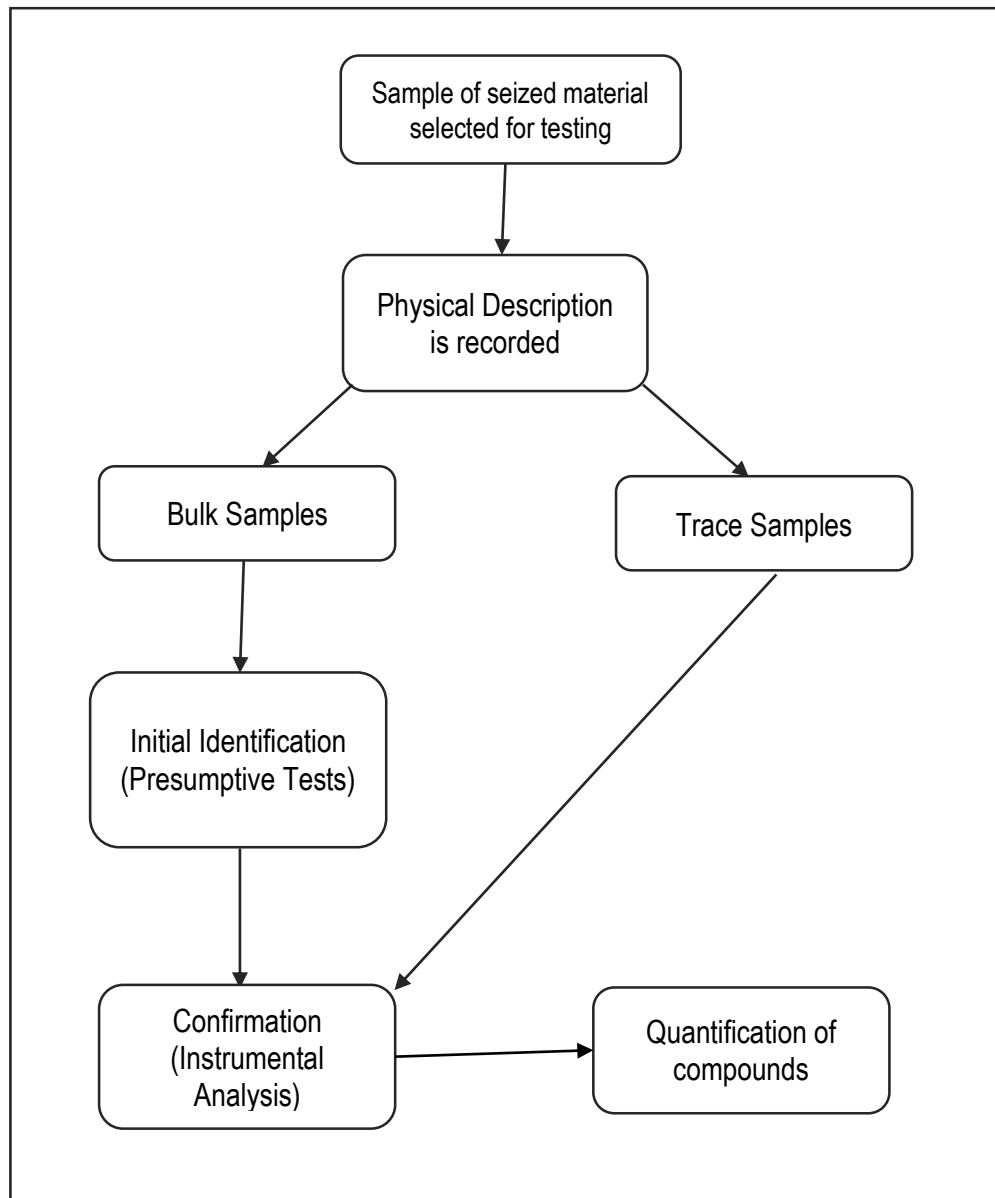 Sample of seized material
selected for testing
Physical Description
is recorded
Bulk Samples
Trace Samples
Initial Identification
(Presumptive Tests)
Confirmation
(Instrumental
Analysis)
Quantification of
compounds